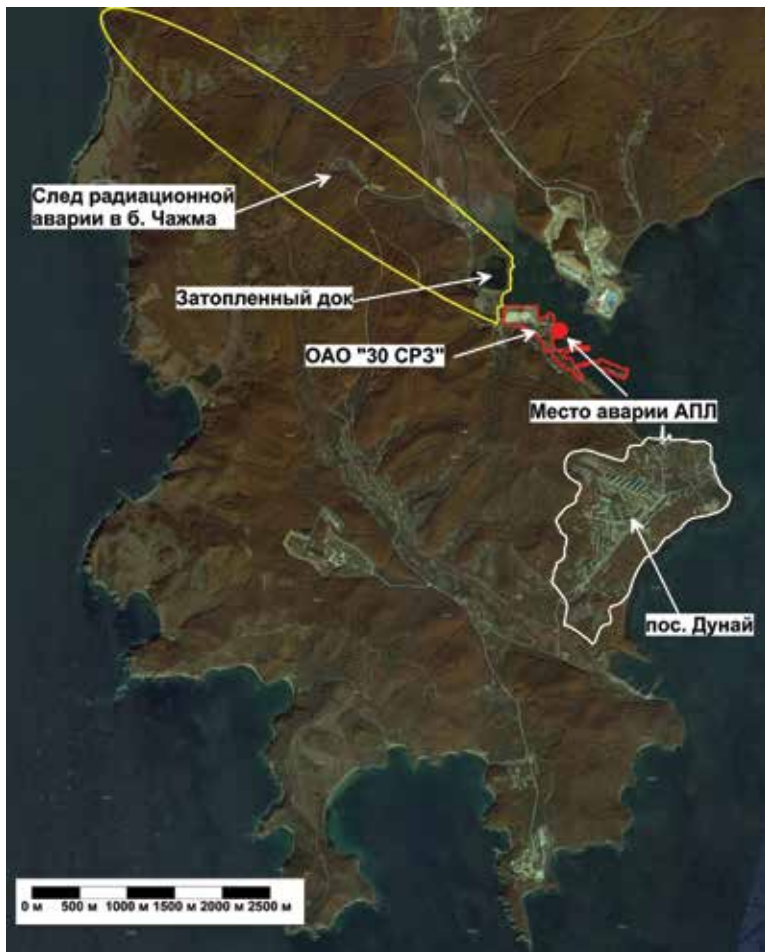 След радиационной
аварии в б. Чажма
Затопленный док
ОАО "30 СРЗ"
Место аварии АПЛ
пос. Дунай
0 м 500 м 1000 м 1500 м 2000 м 2500 м